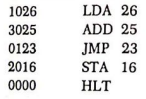 1026 LDA 26
3025 ADD 25
0123 JMP 23
2016 STA 16
0000 HLT